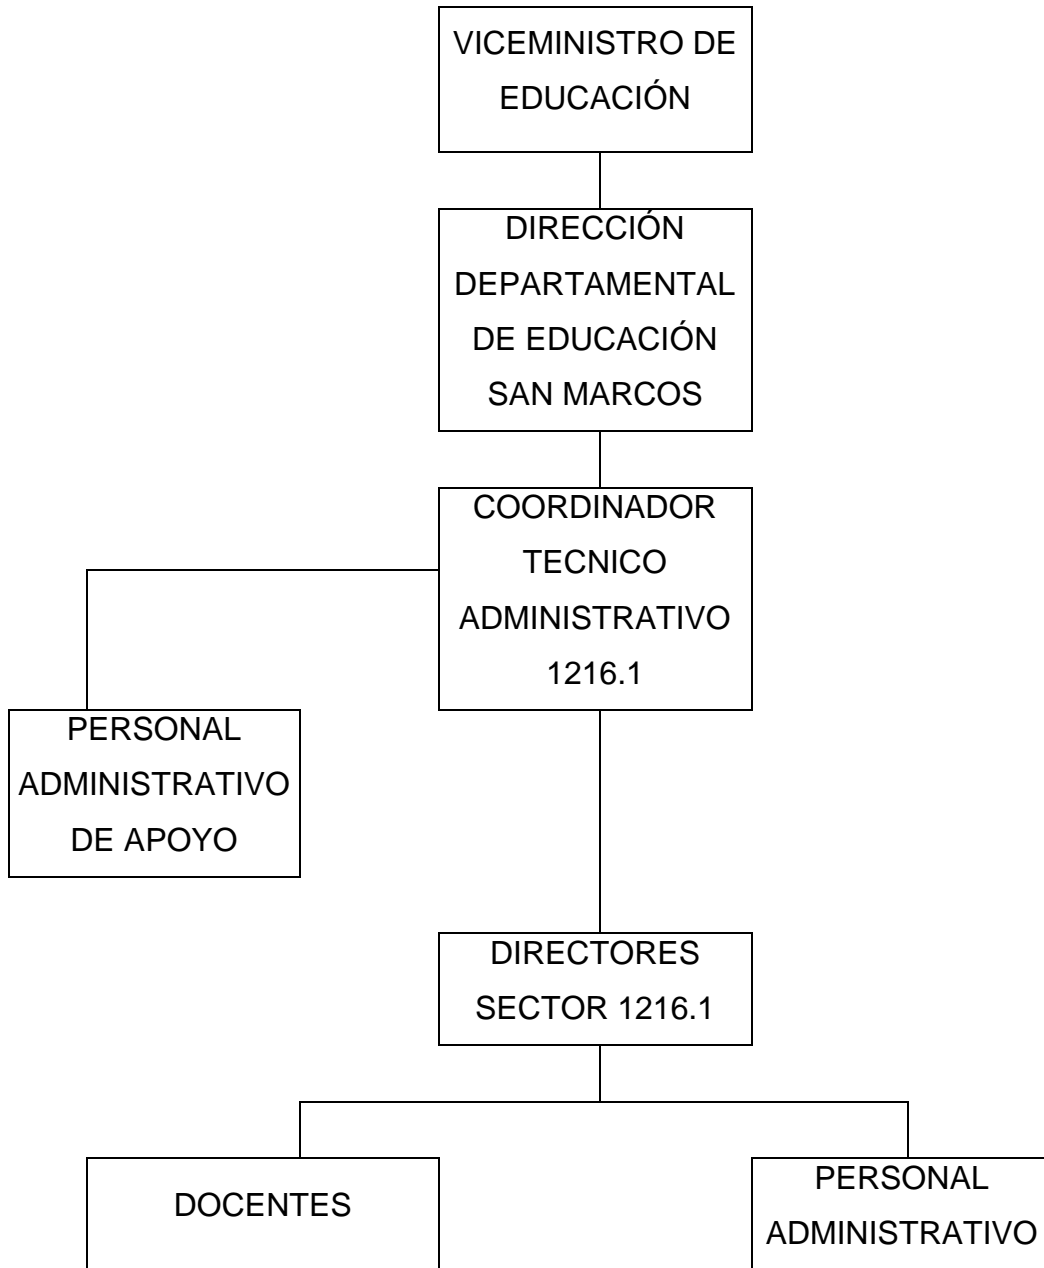 VICEMINISTRO DE
EDUCACIÓN
DIRECCIÓN
DEPARTAMENTAL
DE EDUCACIÓN
SAN MARCOS
COORDINADOR
TECNICO
ADMINISTRATIVO
1216.1
PERSONAL
ADMINISTRATIVO
DE APOYO
DIRECTORES
SECTOR 1216.1
DOCENTES
PERSONAL
ADMINISTRATIVO